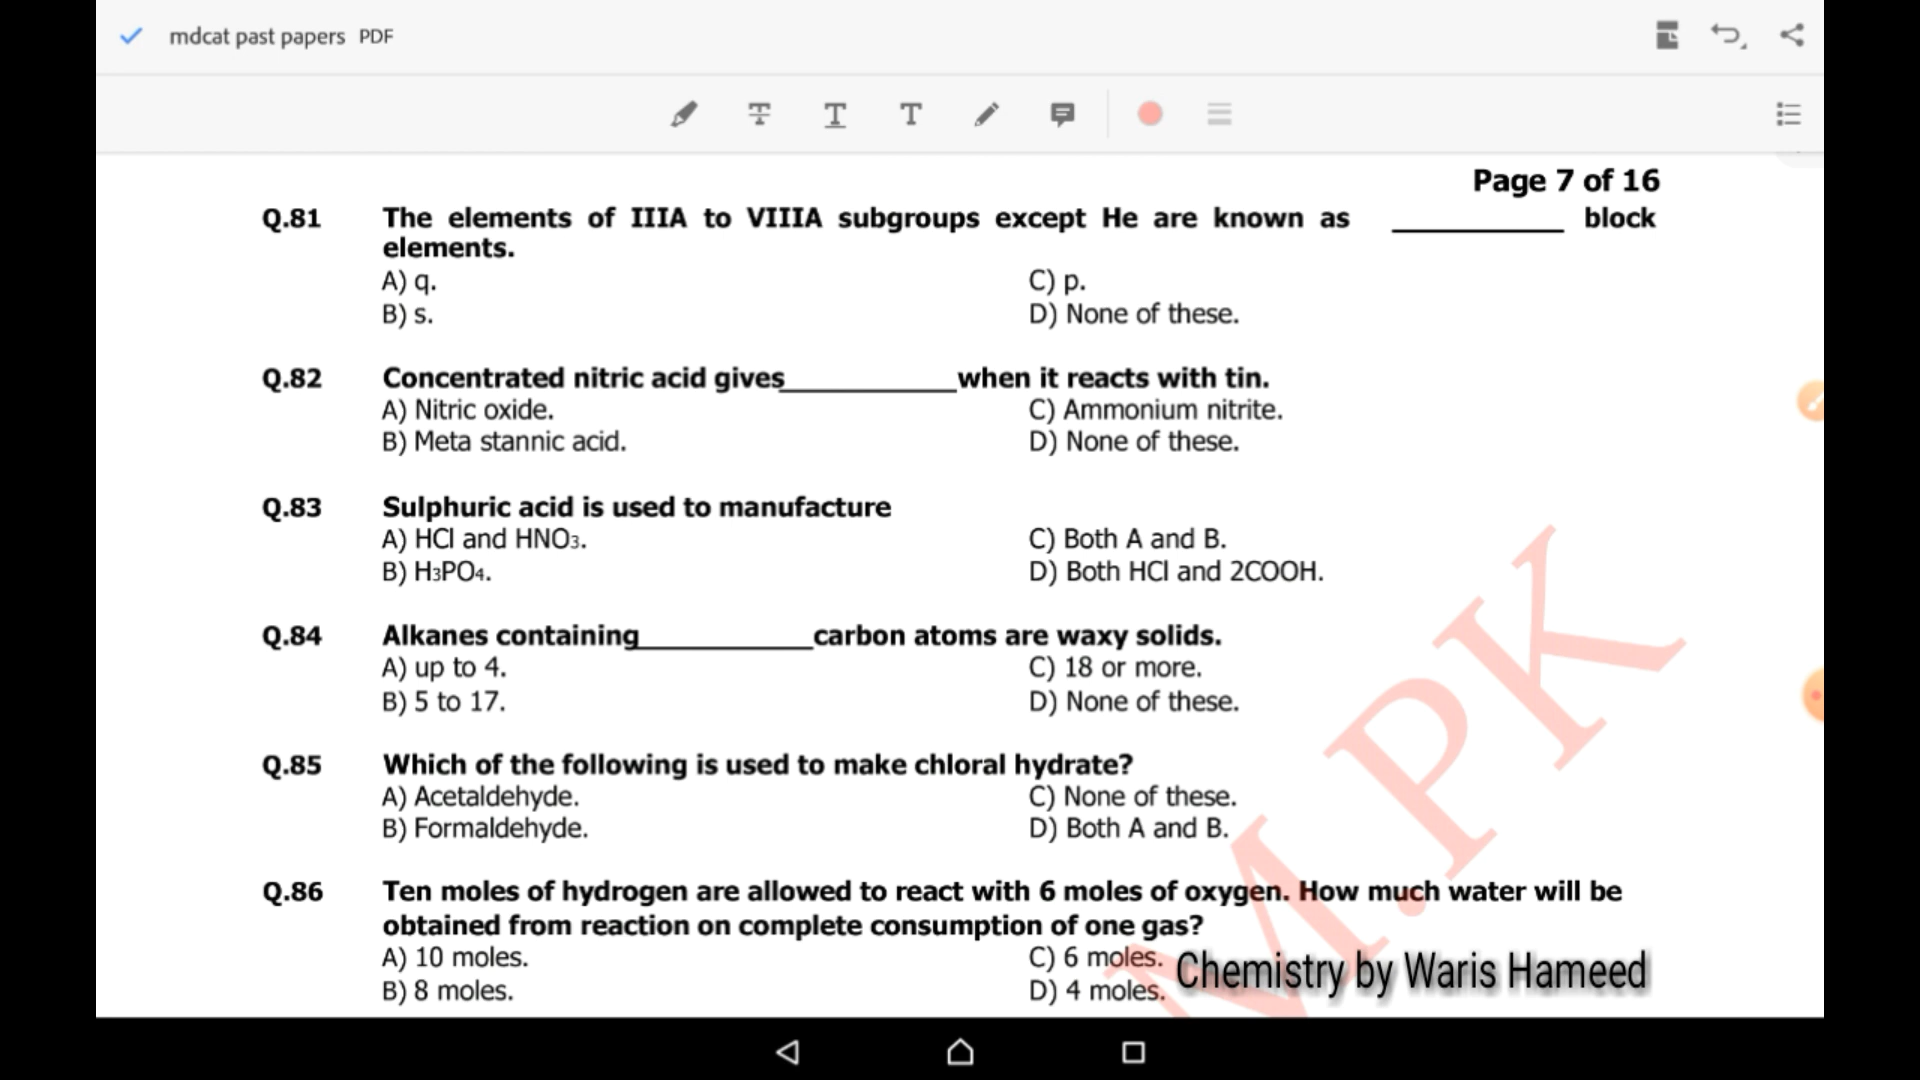 mdcat past papers PDF
Page 7 of 16
Q.81 The elements of IIIA to VIIIA subgroups except He are known as ____________ block
elements.
A) q. C) p.
B) s. D) None of these.
Q.82 Concentrated nitric acid gives____________when it reacts with tin.
A) Nitric oxide. C) Ammonium nitrite.
B) Meta stannic acid. D) None of these.
Q.83 Sulphuric acid is used to manufacture
A) HCl and HNO₃. C) Both A and B.
B) H₃PO₄. D) Both HCl and 2COOH.
Q.84 Alkanes containing____________carbon atoms are waxy solids.
A) up to 4. C) 18 or more.
B) 5 to 17. D) None of these.
Q.85 Which of the following is used to make chloral hydrate?
A) Acetaldehyde. C) None of these.
B) Formaldehyde. D) Both A and B.
Q.86 Ten moles of hydrogen are allowed to react with 6 moles of oxygen. How much water will be
obtained from reaction on complete consumption of one gas?
A) 10 moles. C) 6 moles.
B) 8 moles. D) 4 moles.
Chemistry by Waris Hameed
M.PK